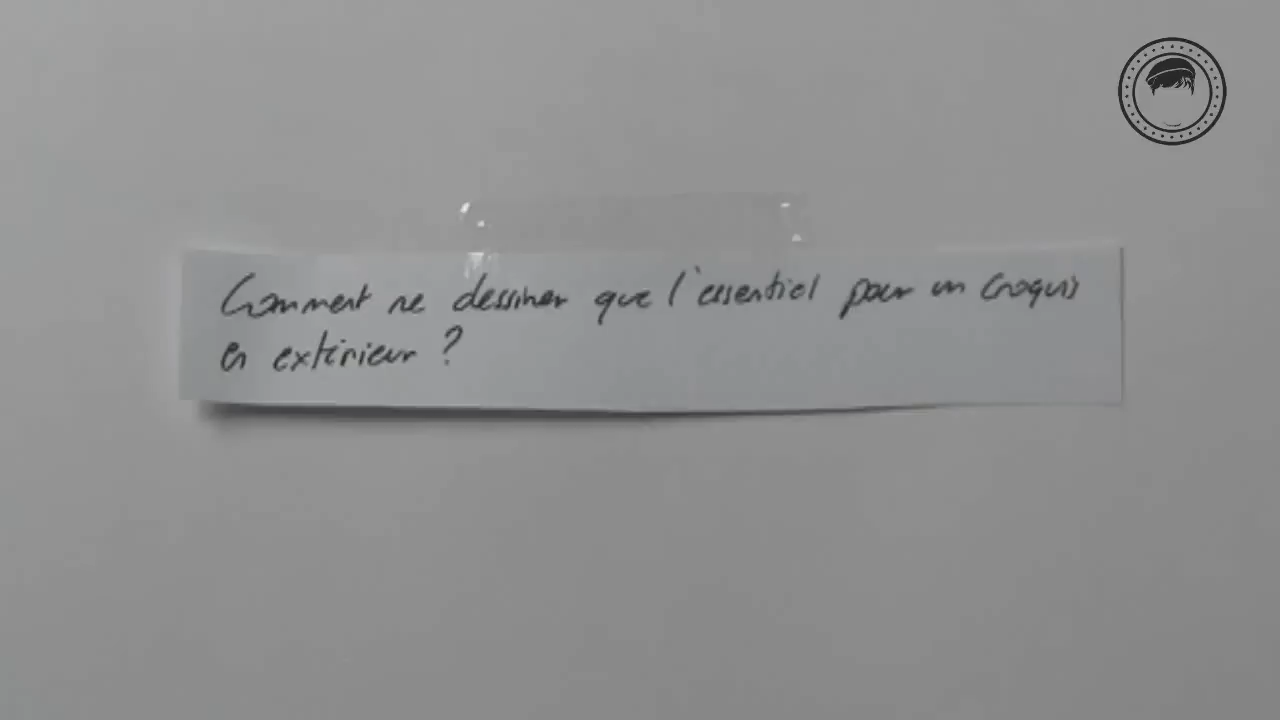 Comment ne dessiner que l'essentiel pour un croquis
en extérieur ?